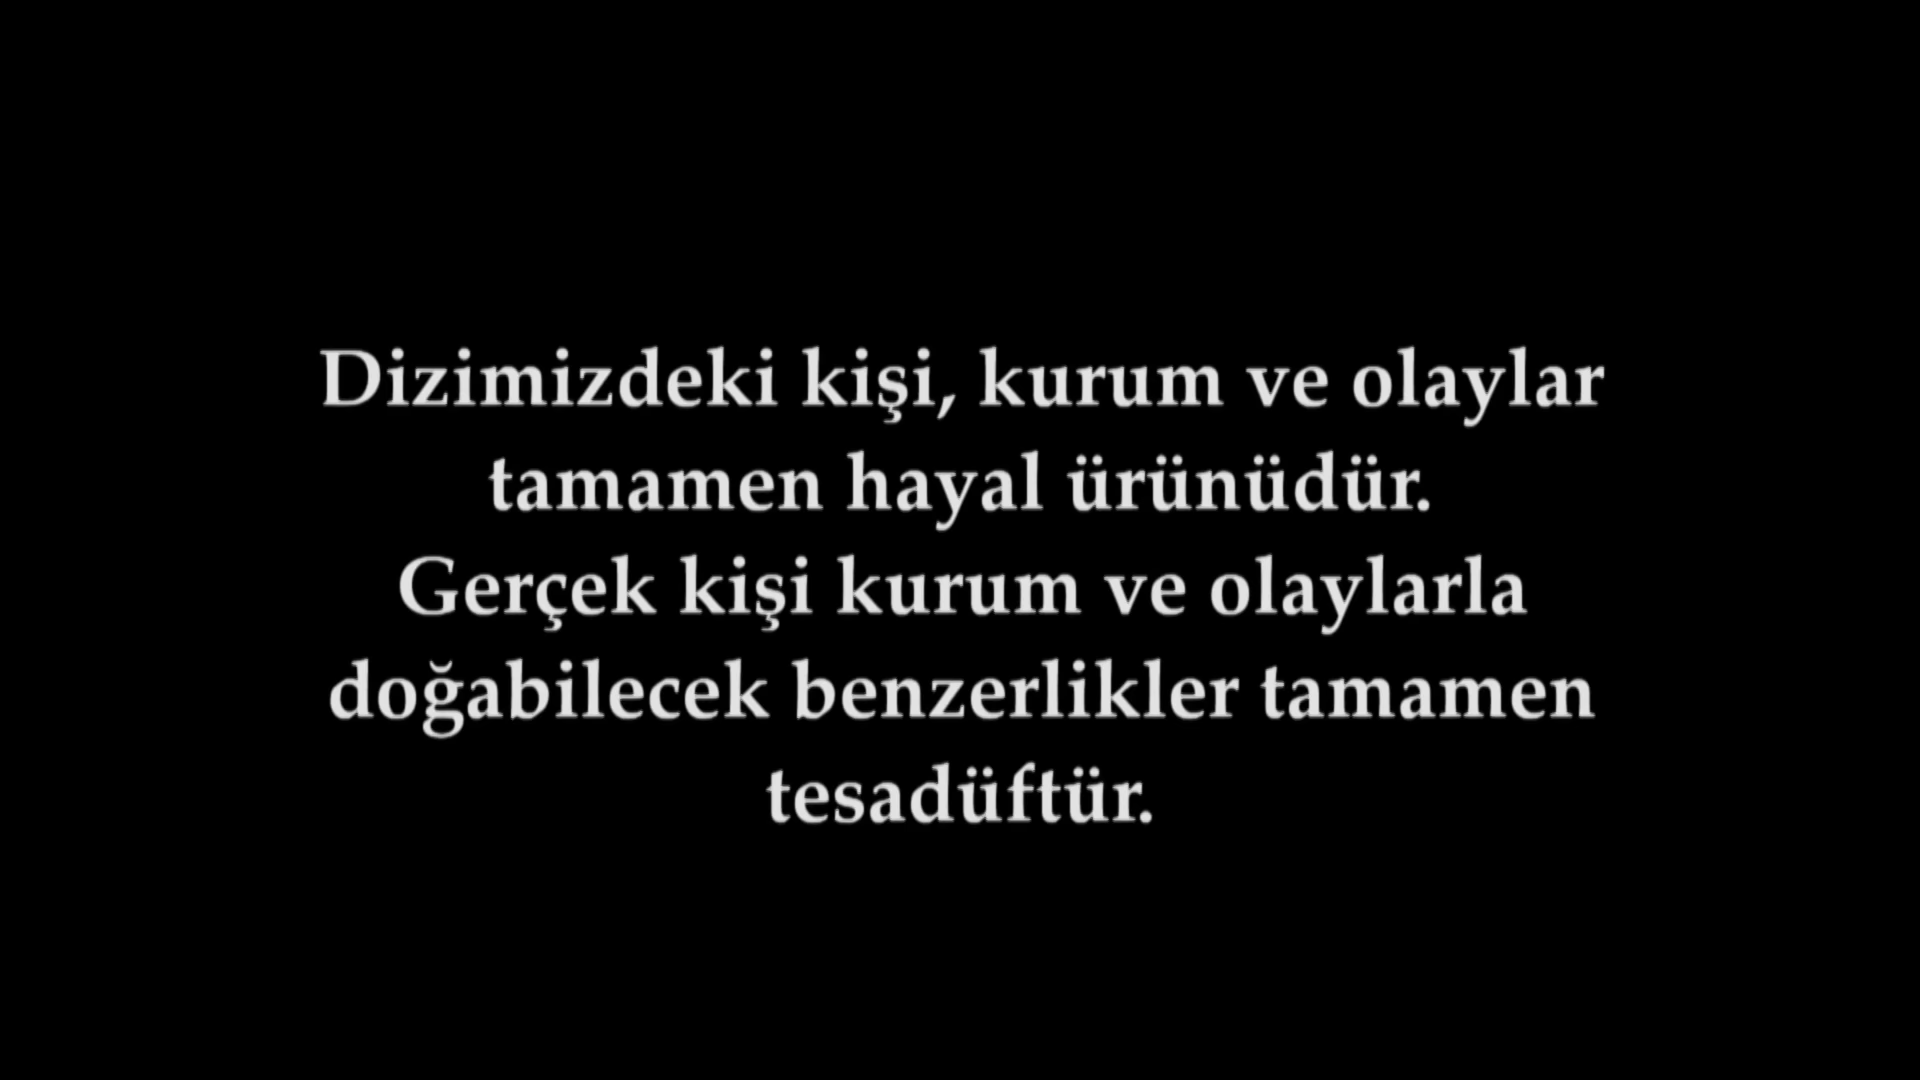 Dizimizdeki kişi, kurum ve olaylar
tamamen hayal ürünüdür.
Gerçek kişi kurum ve olaylarla
doğabilecek benzerlikler tamamen
tesadüftür.